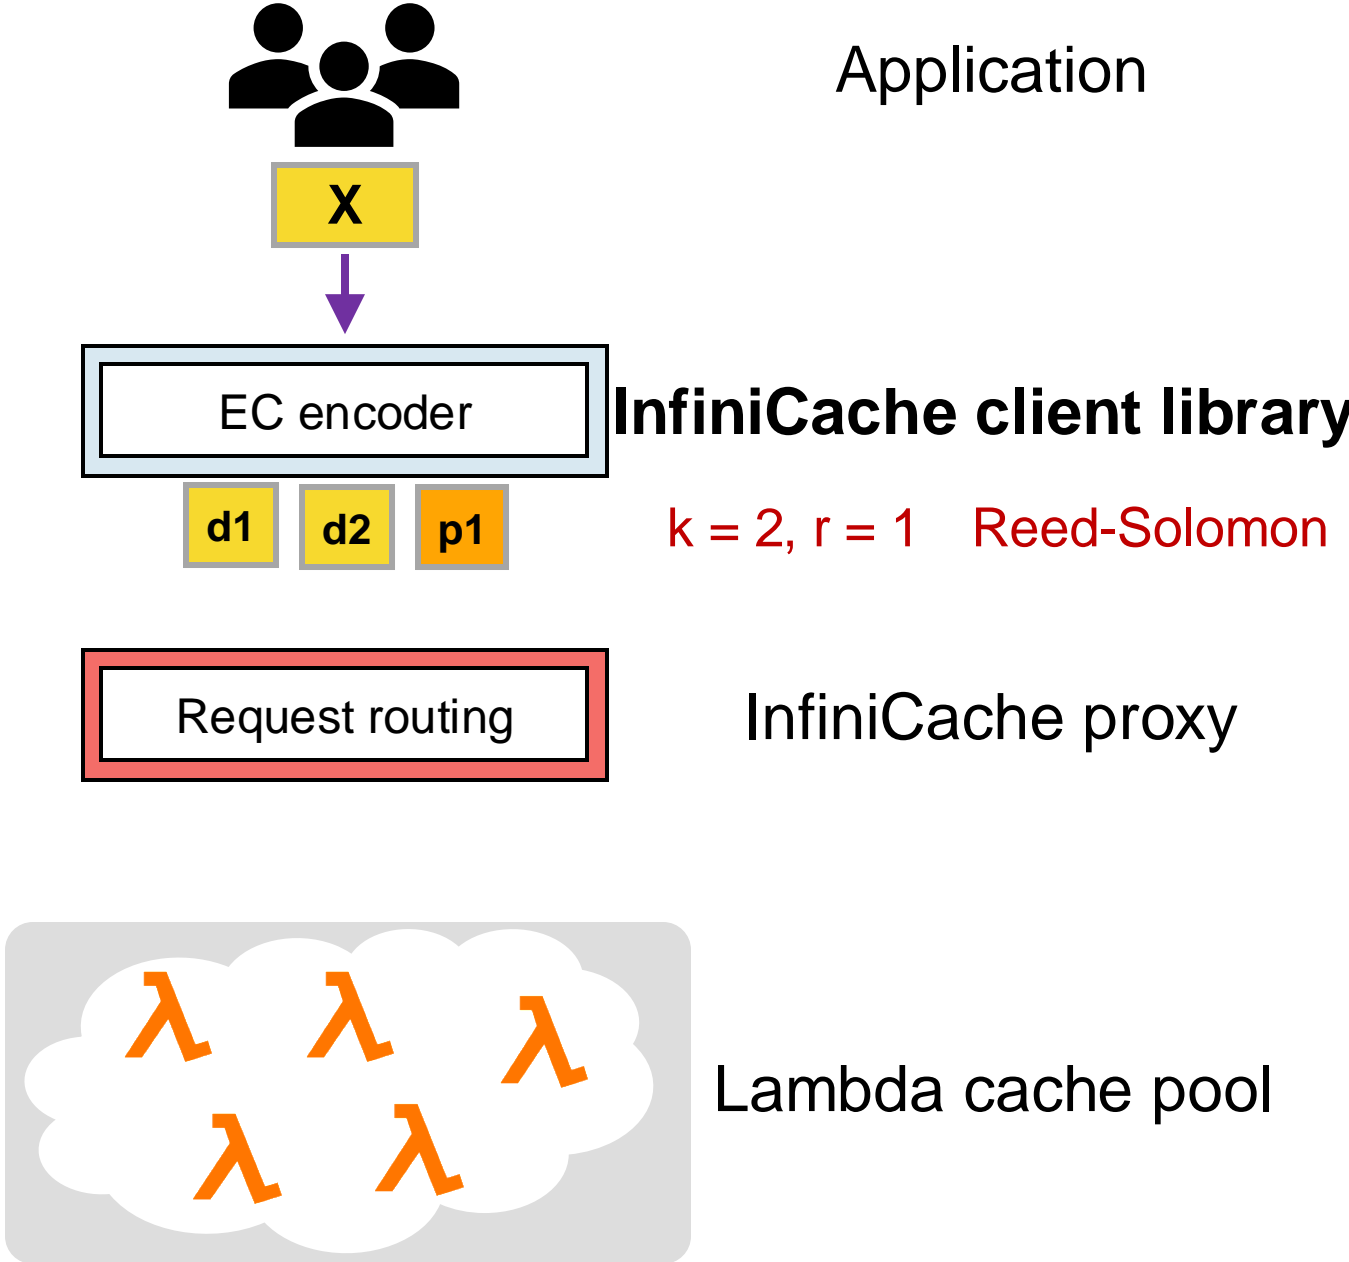 Application
X
EC encoder
InfiniCache client library
d1 d2 p1
k = 2, r = 1 Reed-Solomon
Request routing
InfiniCache proxy
λ λ λ
λ λ
Lambda cache pool